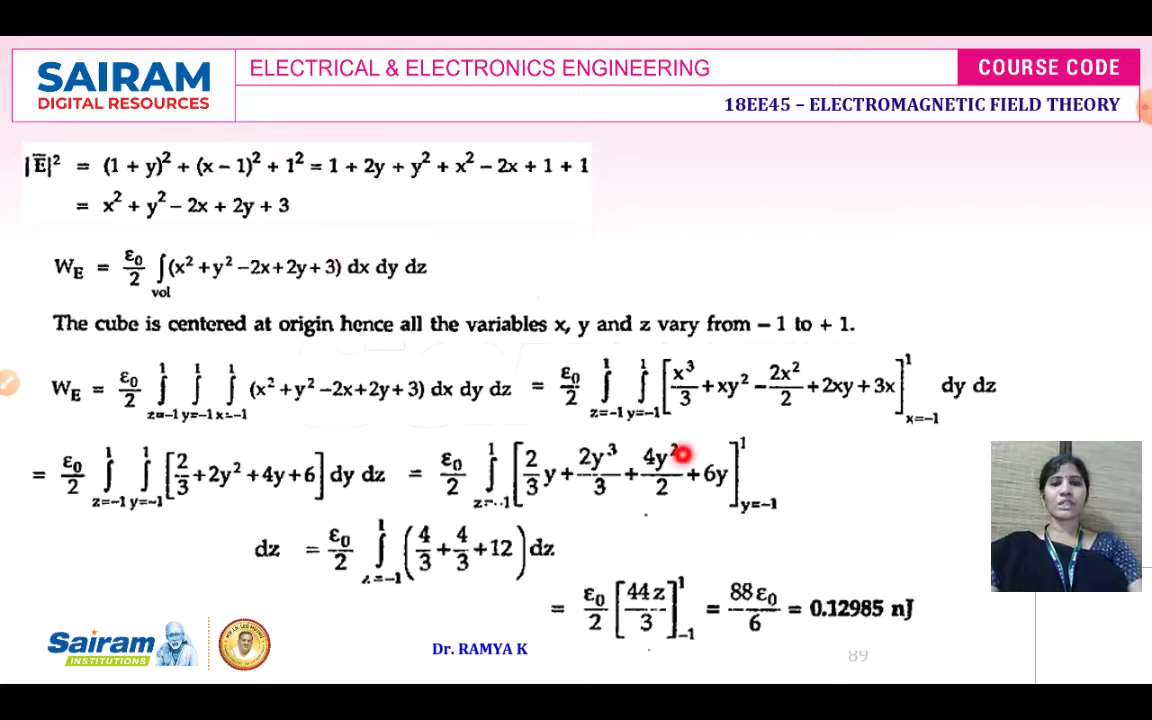 SAIRAM
DIGITAL RESOURCES
ELECTRICAL & ELECTRONICS ENGINEERING
COURSE CODE
18EE45 – ELECTROMAGNETIC FIELD THEORY
|E̅|² = (1 + y)² + (x – 1)² + 1² = 1 + 2y + y² + x² – 2x + 1 + 1
= x² + y² – 2x + 2y + 3
W_E = ε₀/2 ∫_vol (x² + y² – 2x + 2y + 3) dx dy dz
The cube is centered at origin hence all the variables x, y and z vary from – 1 to + 1.
W_E = ε₀/2 ∫_{z=–1}^{1} ∫_{y=–1}^{1} ∫_{x=–1}^{1} (x² + y² – 2x + 2y + 3) dx dy dz = ε₀/2 ∫_{z=–1}^{1} ∫_{y=–1}^{1} [x³/3 + xy² – 2x²/2 + 2xy + 3x]_{x=–1}^{1} dy dz
= ε₀/2 ∫_{z=–1}^{1} ∫_{y=–1}^{1} [2/3 + 2y² + 4y + 6] dy dz = ε₀/2 ∫_{z=–1}^{1} [2/3 y + 2y³/3 + 4y²/2 + 6y]_{y=–1}^{1}
dz = ε₀/2 ∫_{z=–1}^{1} (4/3 + 4/3 + 12) dz
= ε₀/2 [44 z/3]_{–1}^{1} = 88 ε₀/6 = 0.12985 nJ
Sairam
INSTITUTIONS
Dr. RAMYA K
89